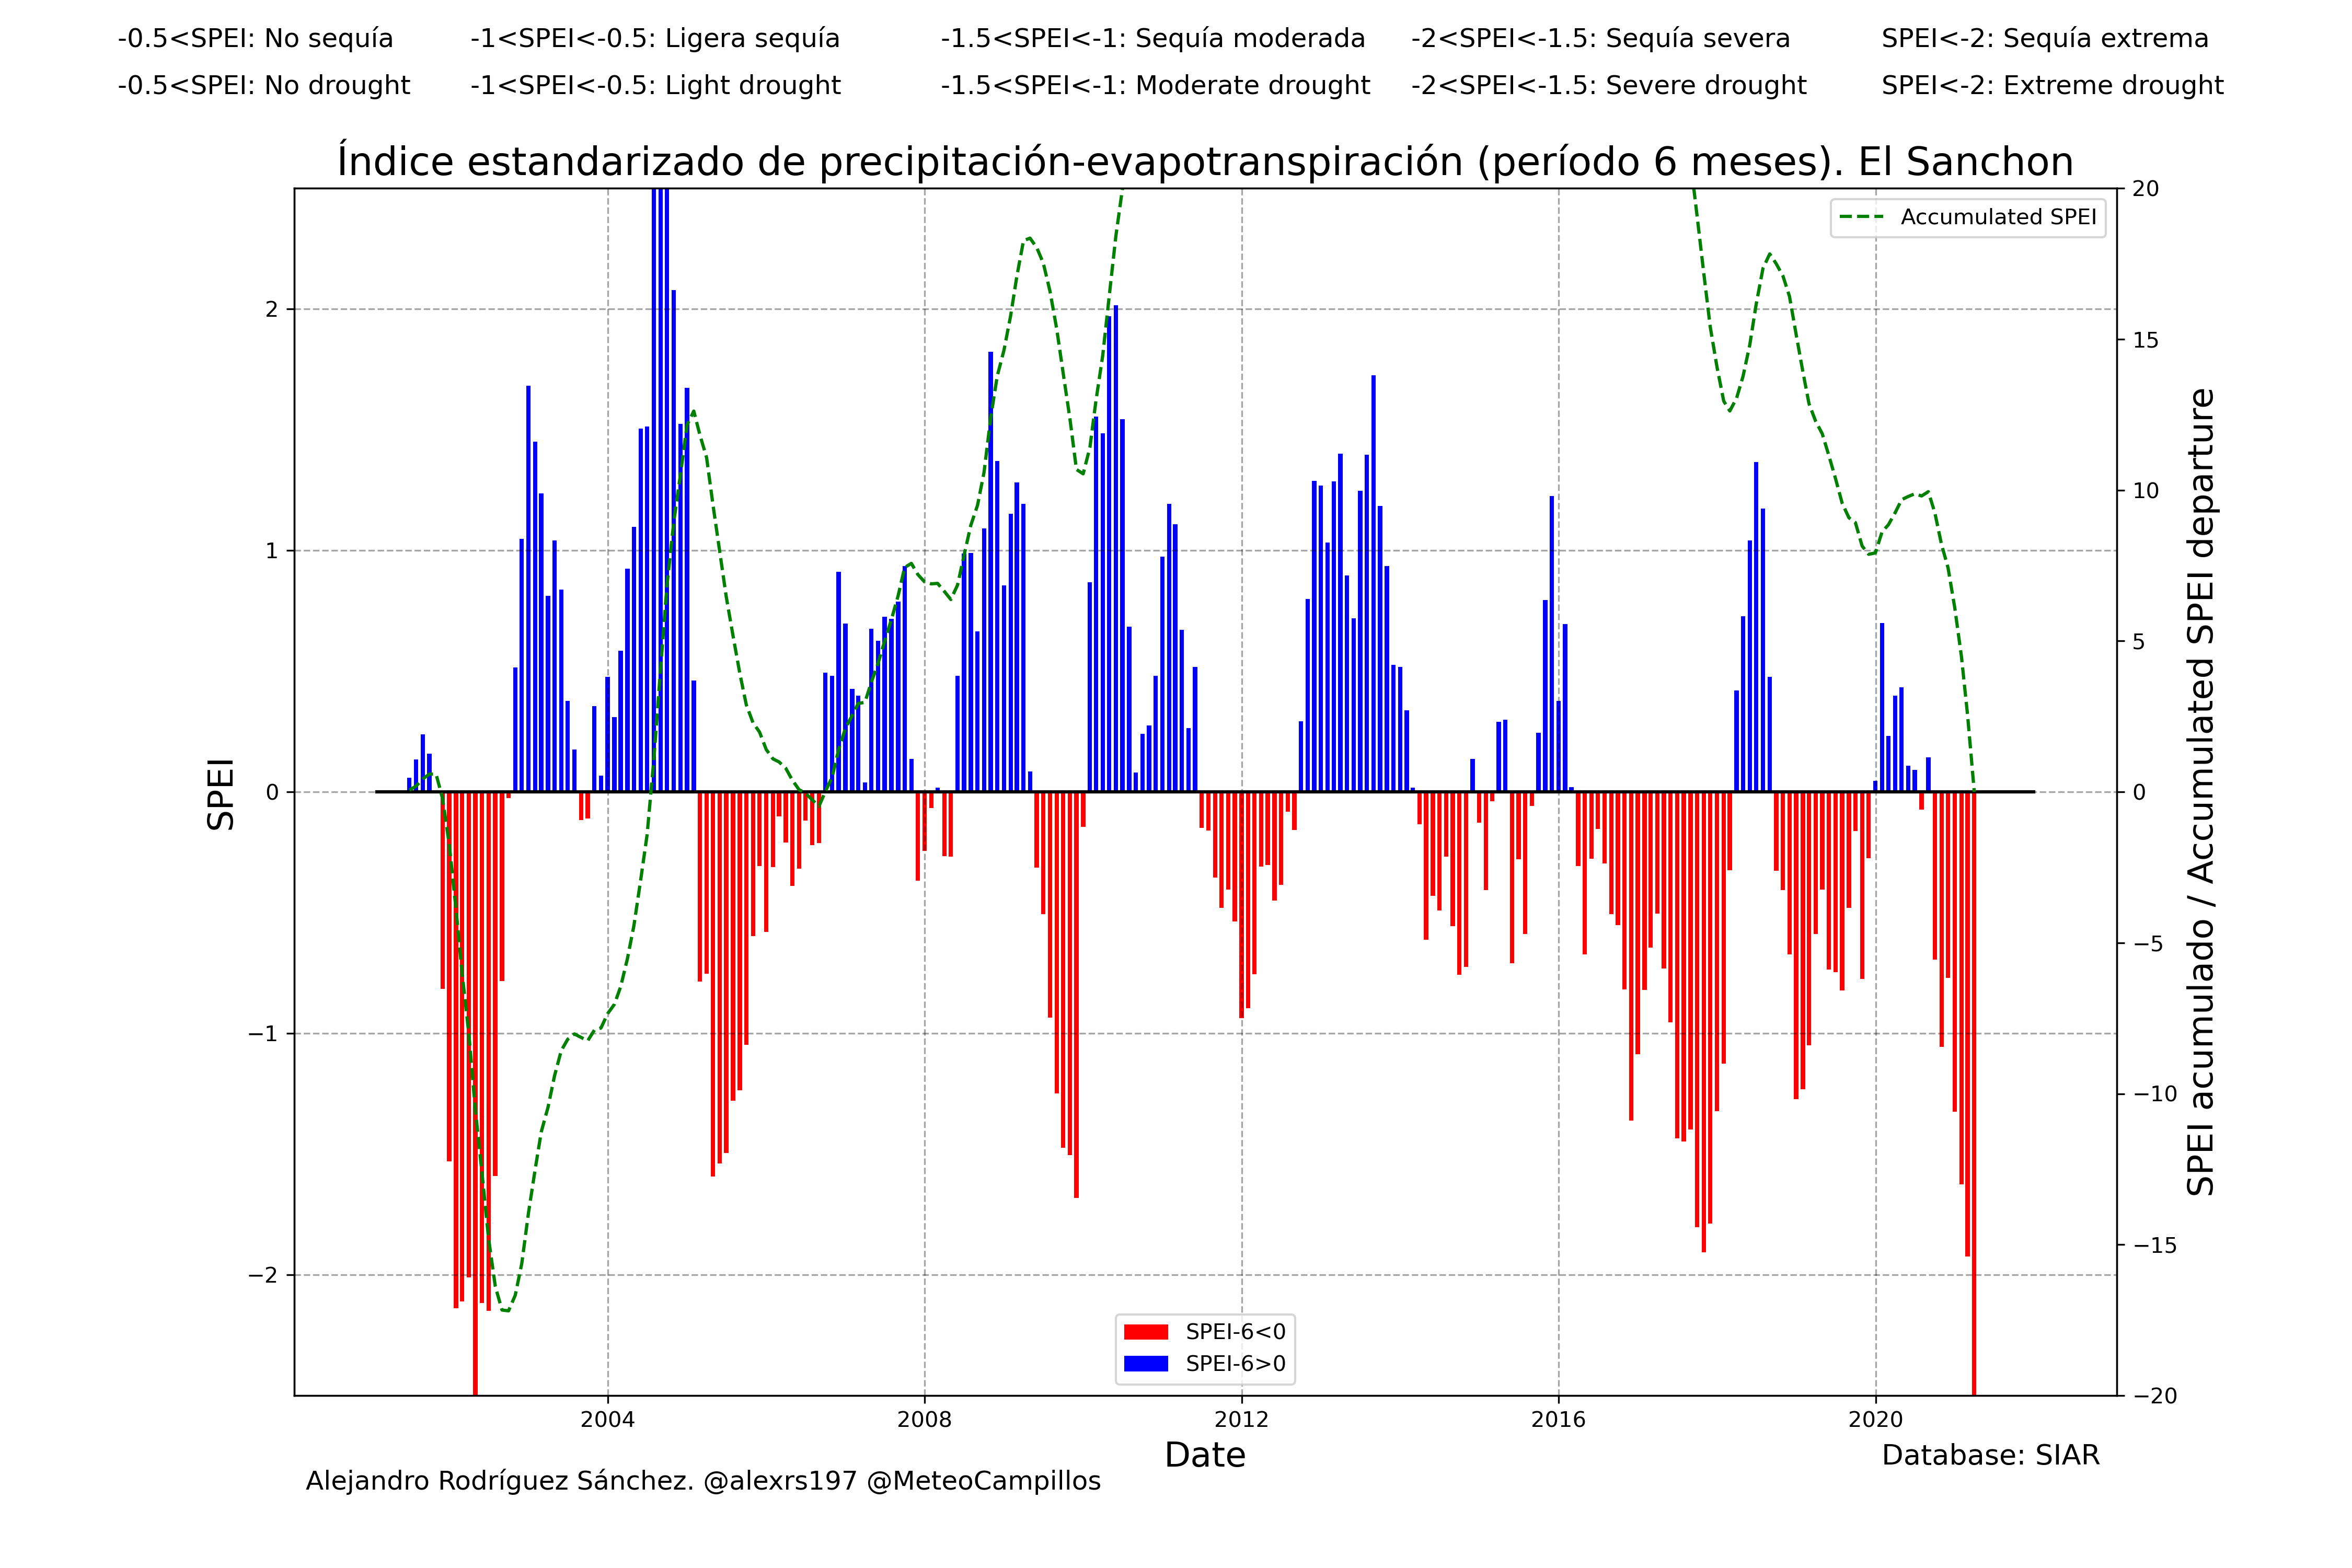 -0.5<SPEI: No sequía -1<SPEI<-0.5: Ligera sequía -1.5<SPEI<-1: Sequía moderada -2<SPEI<-1.5: Sequía severa SPEI<-2: Sequía extrema
-0.5<SPEI: No drought -1<SPEI<-0.5: Light drought -1.5<SPEI<-1: Moderate drought -2<SPEI<-1.5: Severe drought SPEI<-2: Extreme drought
Índice estandarizado de precipitación-evapotranspiración (período 6 meses). El Sanchon
Accumulated SPEI
SPEI
2
1
0
−1
−2
20
15
10
5
0
−5
−10
−15
−20
SPEI acumulado / Accumulated SPEI departure
SPEI-6<0
SPEI-6>0
2004 2008 2012 2016 2020
Date
Database: SIAR
Alejandro Rodríguez Sánchez. @alexrs197 @MeteoCampillos